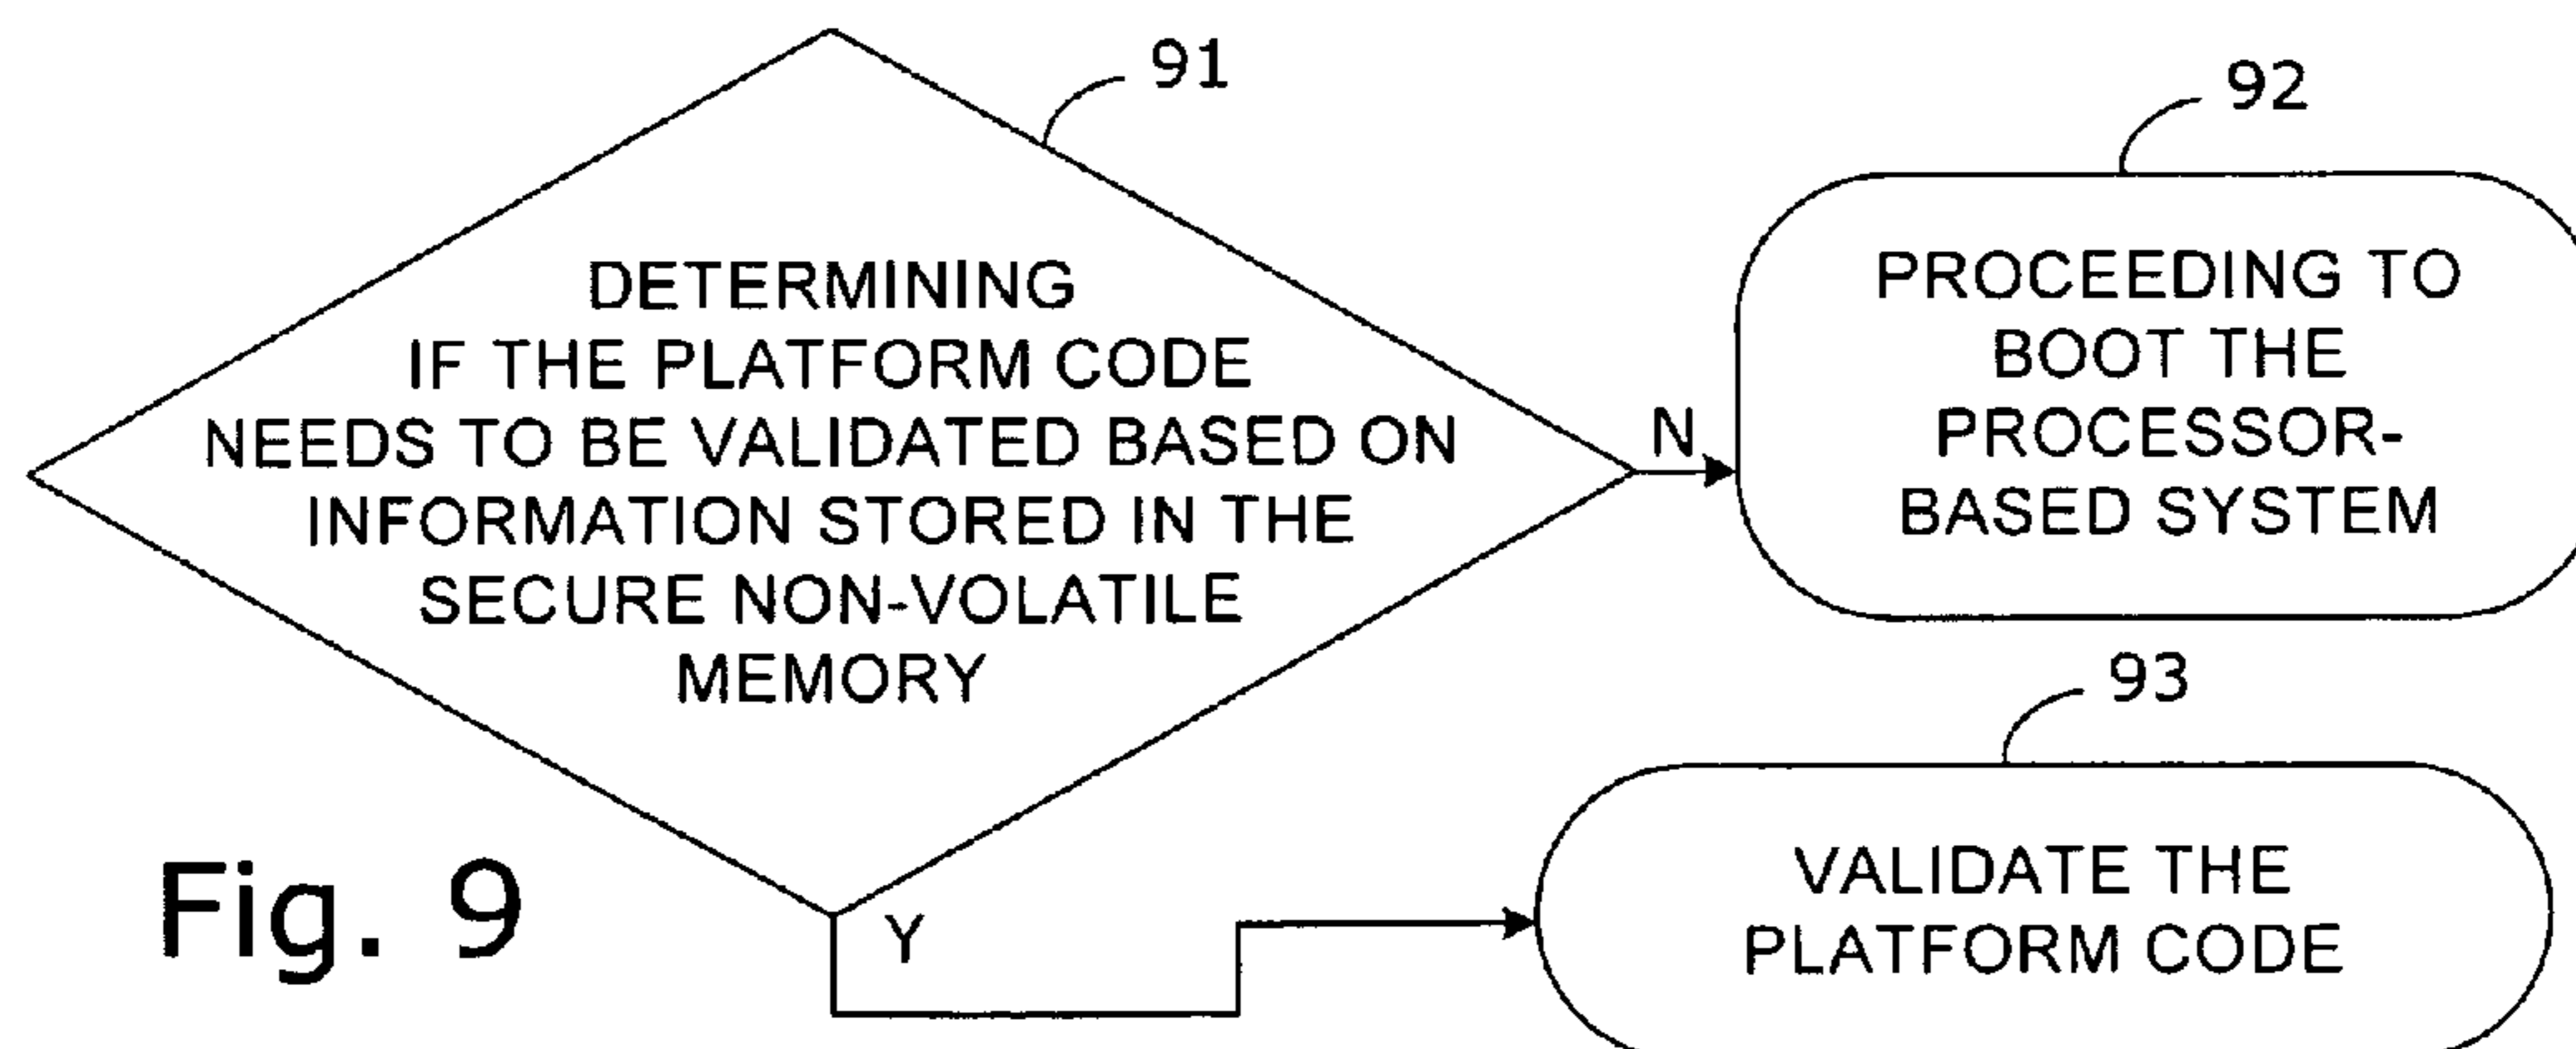 91
DETERMINING
IF THE PLATFORM CODE
NEEDS TO BE VALIDATED BASED ON
INFORMATION STORED IN THE
SECURE NON-VOLATILE
MEMORY
N
92
PROCEEDING TO
BOOT THE
PROCESSOR-
BASED SYSTEM
Y
93
VALIDATE THE
PLATFORM CODE
Fig. 9